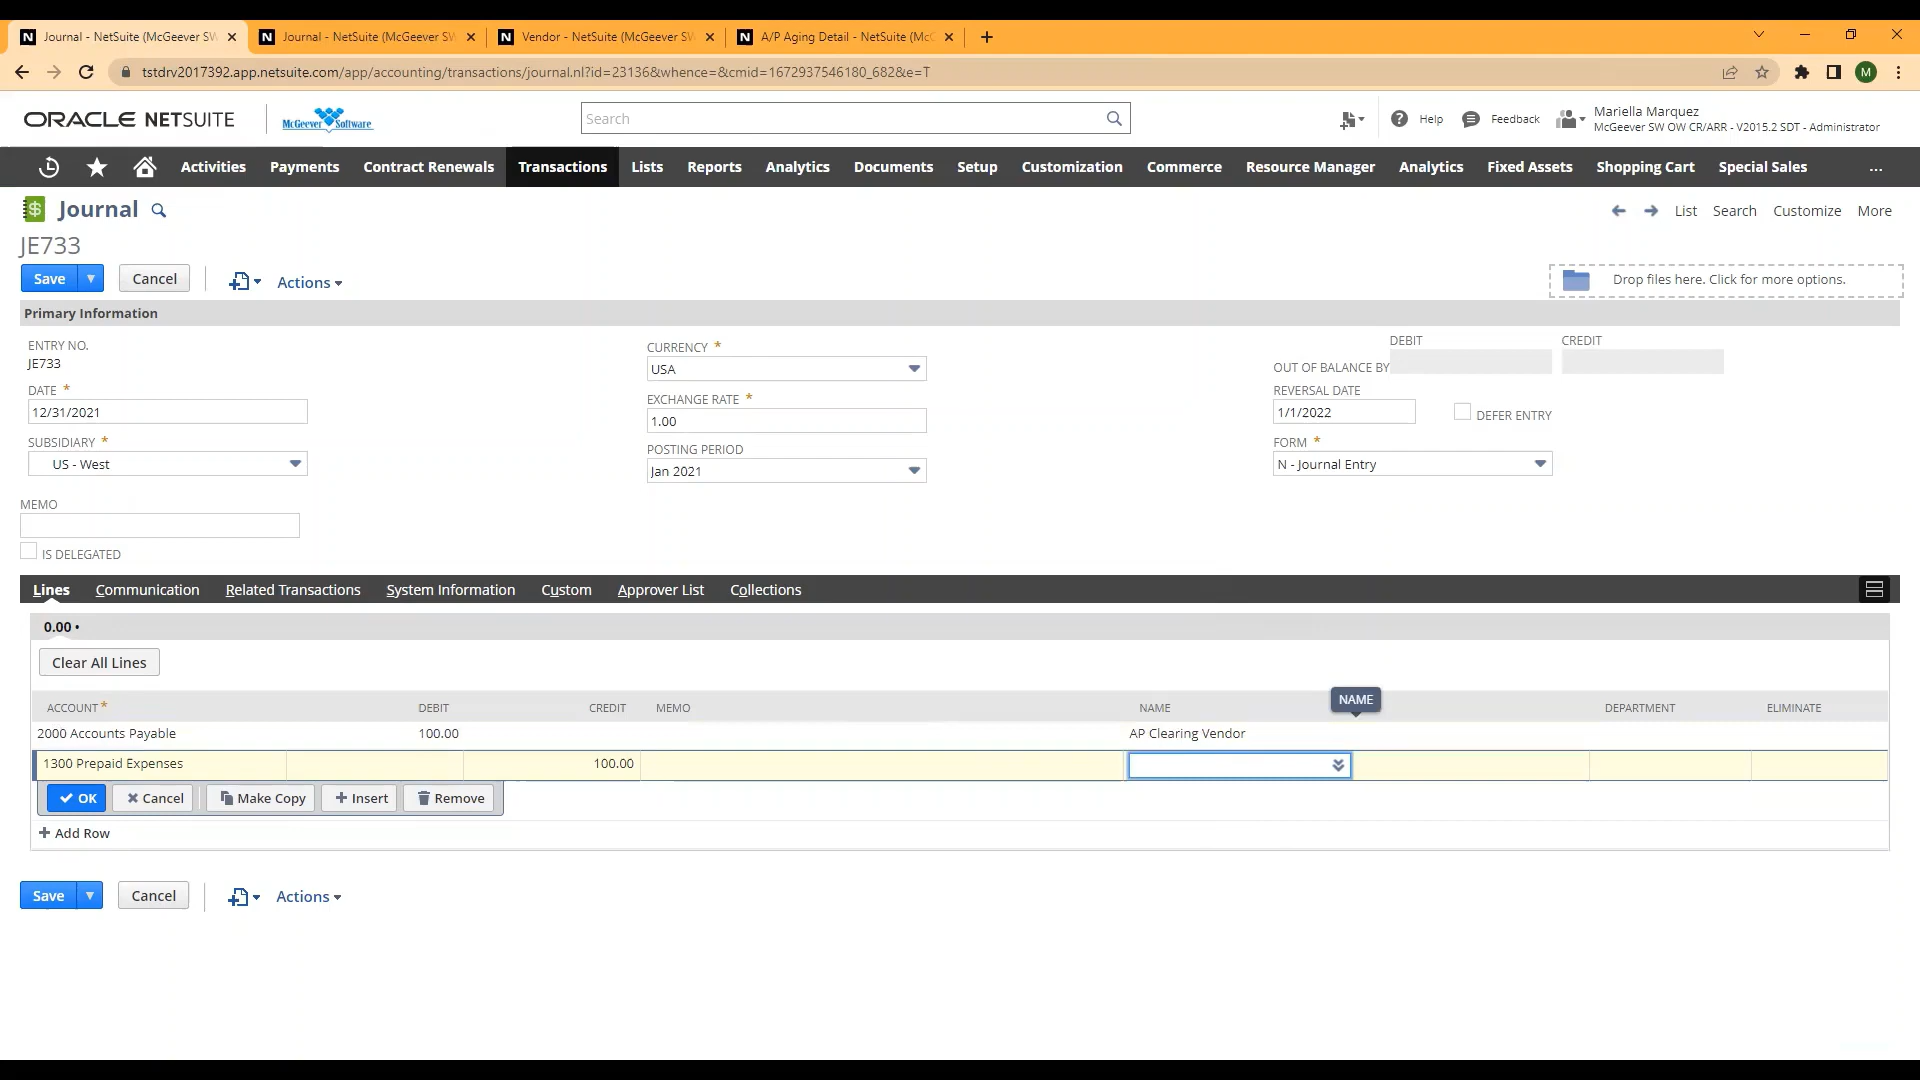 Journal - NetSuite (McGeever SW
Journal - NetSuite (McGeever SW
Vendor - NetSuite (McGeever SW
A/P Aging Detail - NetSuite (McG
tstdrv2017392.app.netsuite.com/app/accounting/transactions/journal.nl?id=23136&whence=&cmid=1672937546180_682&e=T
M
ORACLE NETSUITE
McGeever Software
Search
Help
Feedback
Mariella Marquez
McGeever SW OW CR/ARR - V2015.2 SDT - Administrator
Activities Payments Contract Renewals Transactions Lists Reports Analytics Documents Setup Customization Commerce Resource Manager Analytics Fixed Assets Shopping Cart Special Sales ...
Journal
List Search Customize More
JE733
Save Cancel Actions
Drop files here. Click for more options.
Primary Information
ENTRY NO.
JE733
DATE *
12/31/2021
SUBSIDIARY *
US - West
MEMO
IS DELEGATED
CURRENCY *
USA
EXCHANGE RATE *
1.00
POSTING PERIOD
Jan 2021
DEBIT CREDIT
OUT OF BALANCE BY
REVERSAL DATE
1/1/2022
DEFER ENTRY
FORM *
N - Journal Entry
Lines Communication Related Transactions System Information Custom Approver List Collections
0.00 •
Clear All Lines
NAME
ACCOUNT * DEBIT CREDIT MEMO NAME DEPARTMENT ELIMINATE
2000 Accounts Payable 100.00 AP Clearing Vendor
1300 Prepaid Expenses 100.00
OK Cancel Make Copy Insert Remove
Add Row
Save Cancel Actions